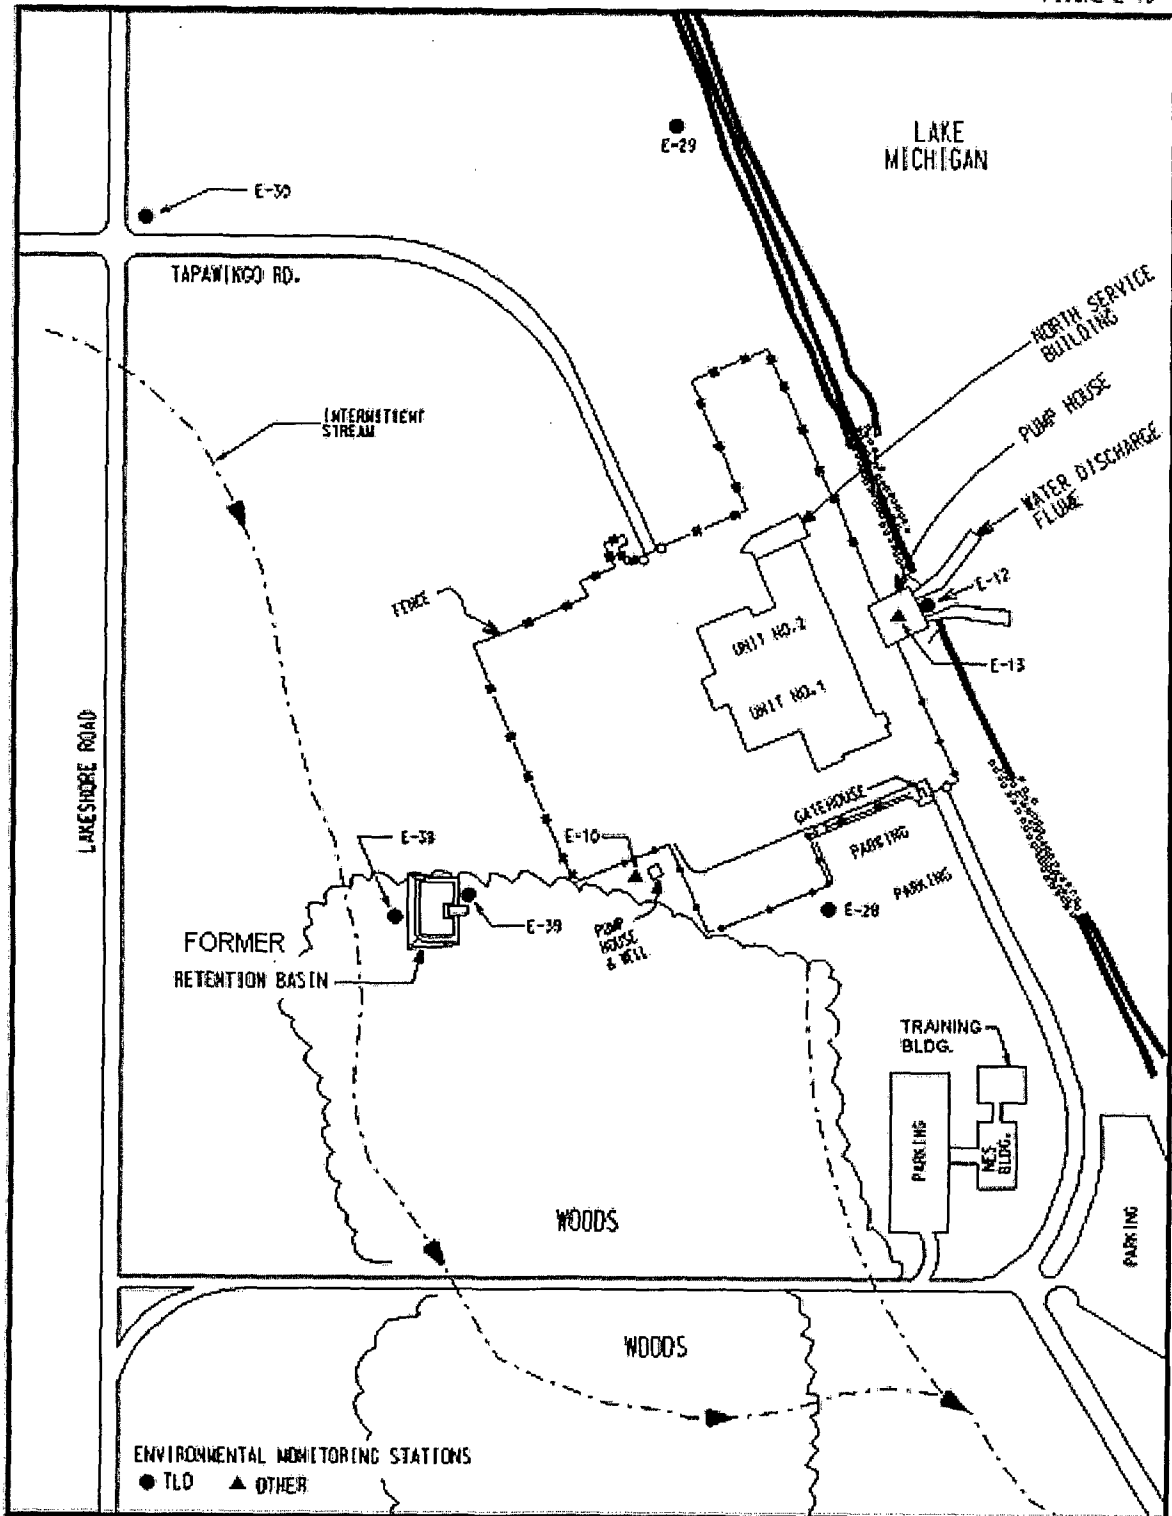 E-29
LAKE
MICHIGAN
E-30
TAPAWINGO RD.
NORTH SERVICE
BUILDING
PUMP HOUSE
INTERMITTENT
STREAM
WATER DISCHARGE
FLUME
E-12
FENCE
UNIT NO.2
E-13
UNIT NO.1
LAKESHORE ROAD
GATEHOUSE
E-10
PARKING
PARKING
E-28
E-39
PUMP
HOUSE
& WELL
FORMER
RETENTION BASIN
TRAINING
BLDG.
PARKING
NES
BLDG.
WOODS
PARKING
WOODS
ENVIRONMENTAL MONITORING STATIONS
TLD
OTHER